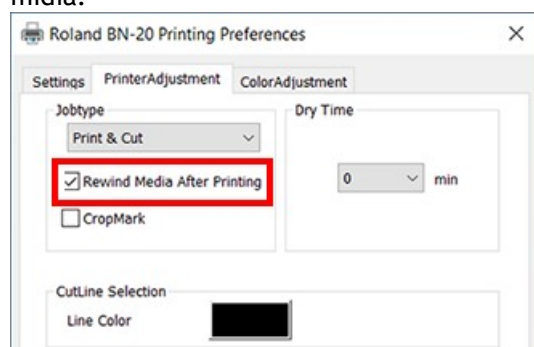 mídia.
Roland BN-20 Printing Preferences
Settings PrinterAdjustment ColorAdjustment
Jobtype Dry Time
Print & Cut
Rewind Media After Printing 0 min
CropMark
CutLine Selection
Line Color